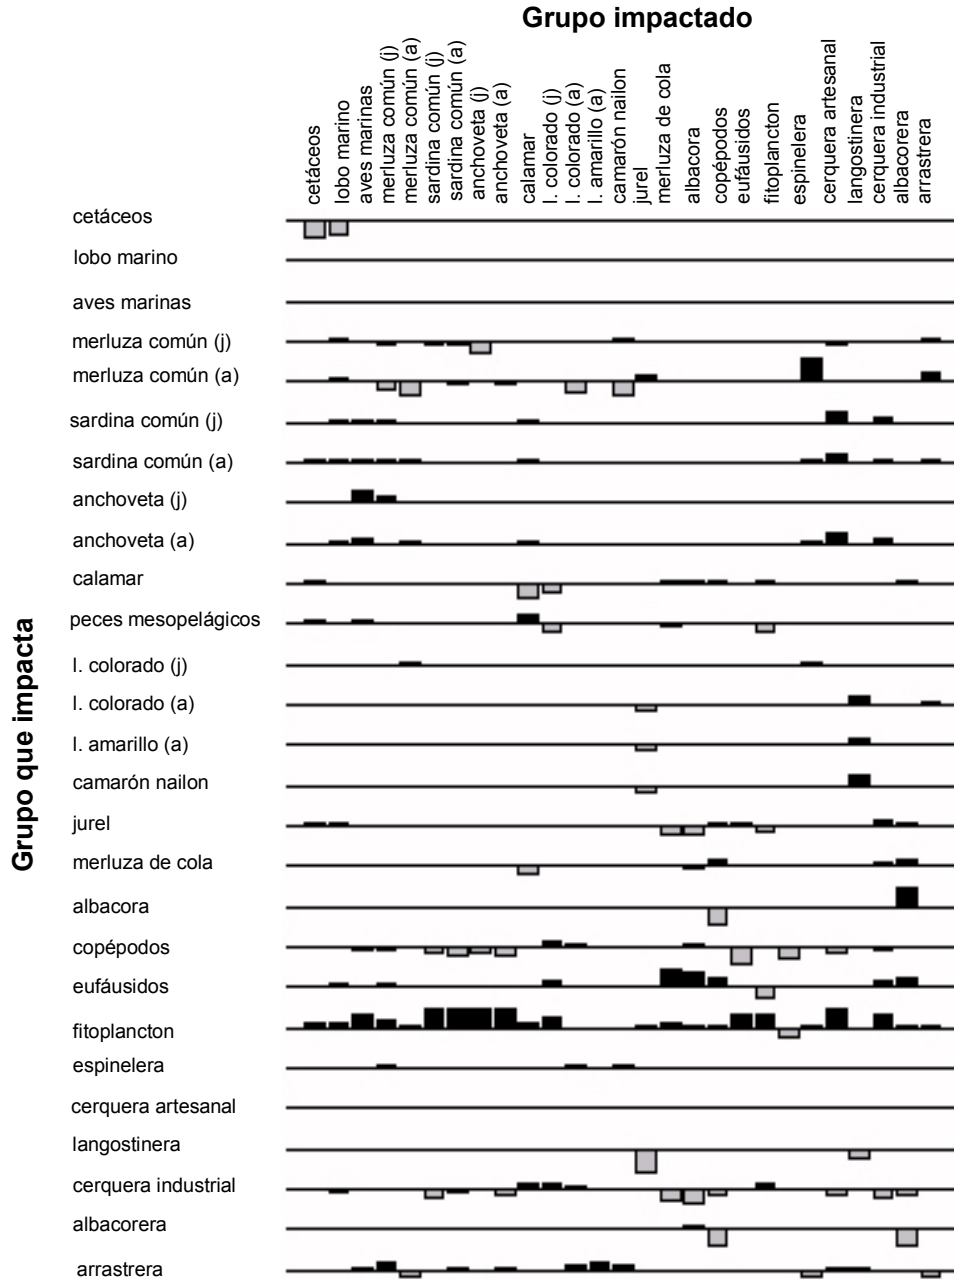 Grupo impactado
cetáceos
lobo marino
aves marinas
merluza común (j)
merluza común (a)
sardina común (j)
sardina común (a)
anchoveta (j)
anchoveta (a)
calamar
l. colorado (j)
l. colorado (a)
l. amarillo (a)
camarón nailon
jurel
merluza de cola
albacora
copépodos
eufáusidos
fitoplancton
espinelera
cerquera artesanal
langostinera
cerquera industrial
albacorera
arrastrera
Grupo que impacta
cetáceos
lobo marino
aves marinas
merluza común (j)
merluza común (a)
sardina común (j)
sardina común (a)
anchoveta (j)
anchoveta (a)
calamar
peces mesopelágicos
l. colorado (j)
l. colorado (a)
l. amarillo (a)
camarón nailon
jurel
merluza de cola
albacora
copépodos
eufáusidos
fitoplancton
espinelera
cerquera artesanal
langostinera
cerquera industrial
albacorera
arrastrera